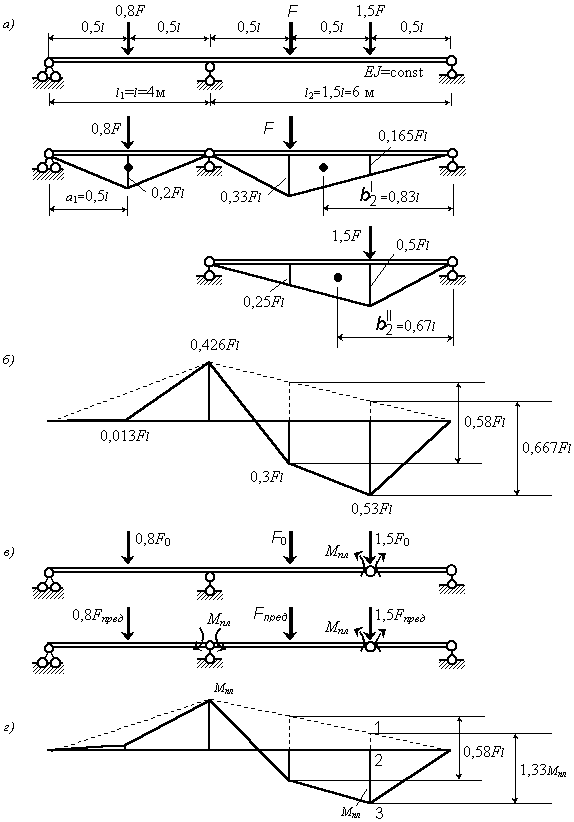 0,8F F 1,5F
а)
0,5l 0,5l 0,5l 0,5l 0,5l
EJ=const
l₁=l=4м l₂=1,5l=6 м
0,8F F
0,165Fl
0,2Fl 0,33Fl
a₁=0,5l b₂ᴵ=0,83l
1,5F
0,5Fl
0,25Fl
b₂ᴵᴵ=0,67l
б)
0,426Fl
0,013Fl
0,58Fl
0,667Fl
0,3Fl
0,53Fl
в)
0,8F₀ F₀ Mпл 1,5F₀
0,8Fпред Mпл Fпред Mпл 1,5Fпред
г)
Mпл
1
2
0,58Fl
1,33Mпл
Mпл
3